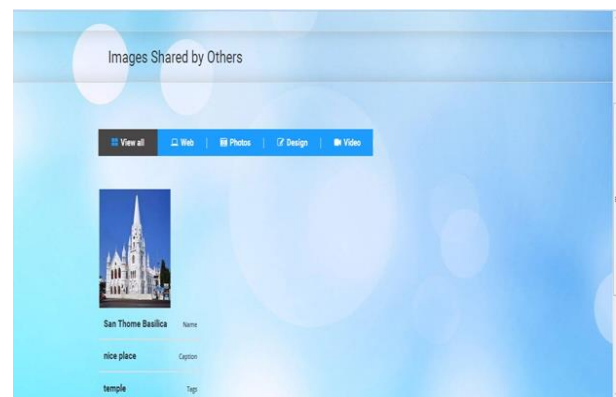 Images Shared by Others
View all Web | Photos | Design | Video
San Thome Basilica Name
nice place Caption
temple Tags